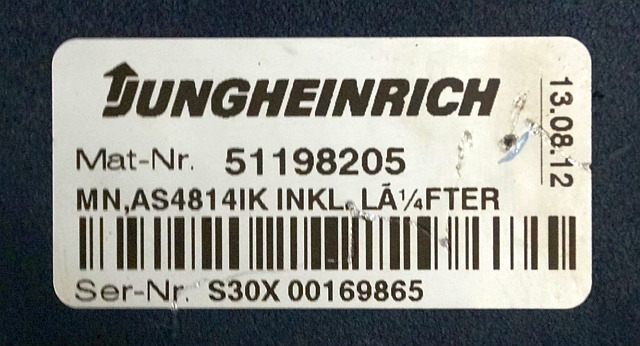 JUNGHEINRICH
13.08.12
Mat-Nr. 51198205
MN,AS4814IK INKL. LÃ¼FTER
Ser-Nr. S30X 00169865